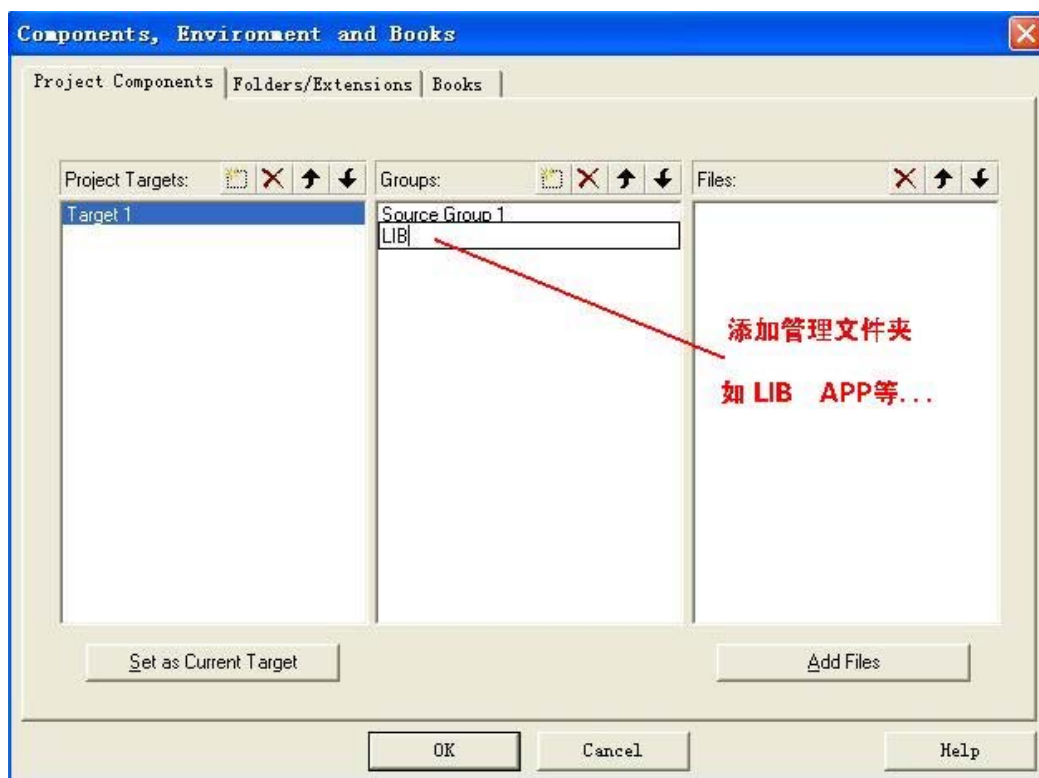 Components, Environment and Books
Project Components Folders/Extensions Books
Project Targets: Groups: Files:
Target 1
Source Group 1
LIB
添加管理文件夹
如 LIB APP等...
Set as Current Target Add Files
OK Cancel Help